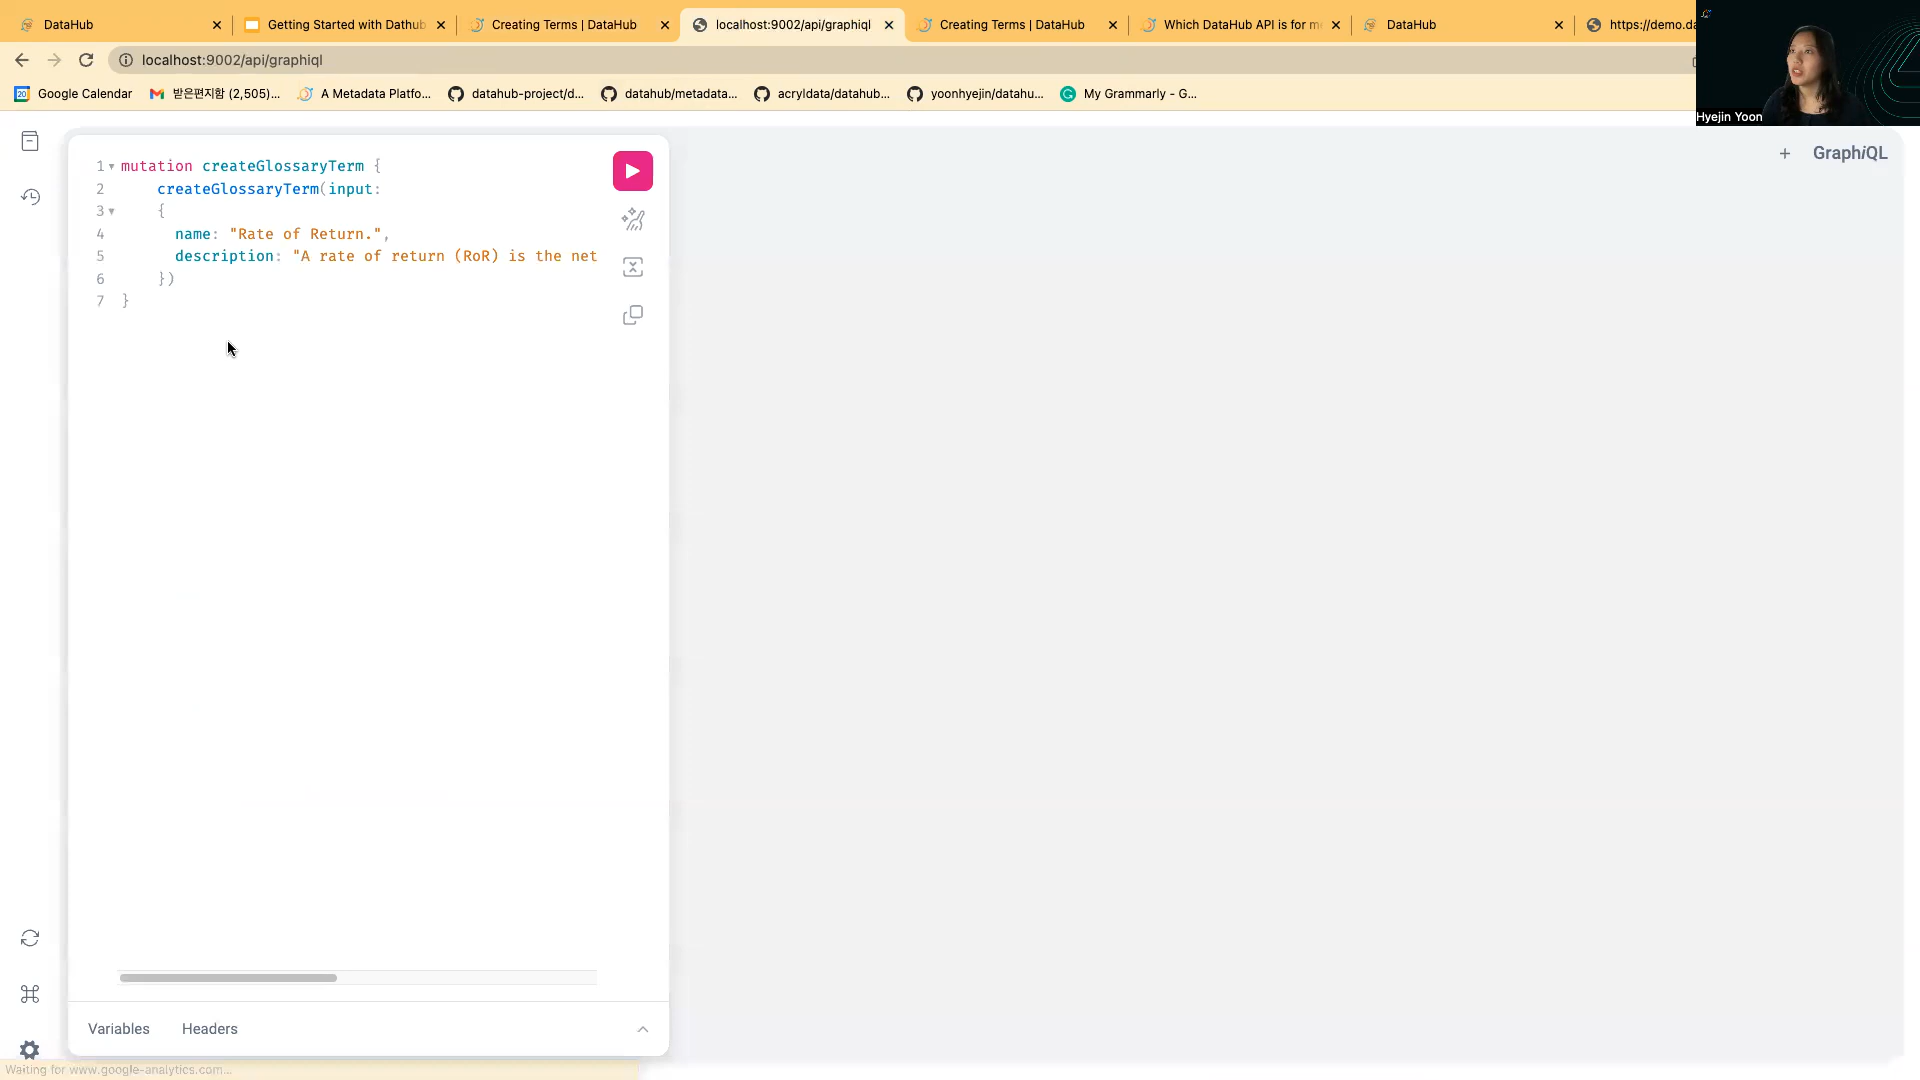 DataHub
Getting Started with Dathub
Creating Terms | DataHub
localhost:9002/api/graphiql
Creating Terms | DataHub
Which DataHub API is for m
DataHub
https://demo.da
localhost:9002/api/graphiql
Google Calendar
받은편지함 (2,505)...
A Metadata Platfo...
datahub-project/d...
datahub/metadata...
acryldata/datahub...
yoonhyejin/datahu...
My Grammarly - G...
Hyejin Yoon
GraphiQL
1 mutation createGlossaryTerm {
2 createGlossaryTerm(input:
3 {
4 name: "Rate of Return.",
5 description: "A rate of return (RoR) is the net
6 })
7 }
Variables
Headers
Waiting for www.google-analytics.com...